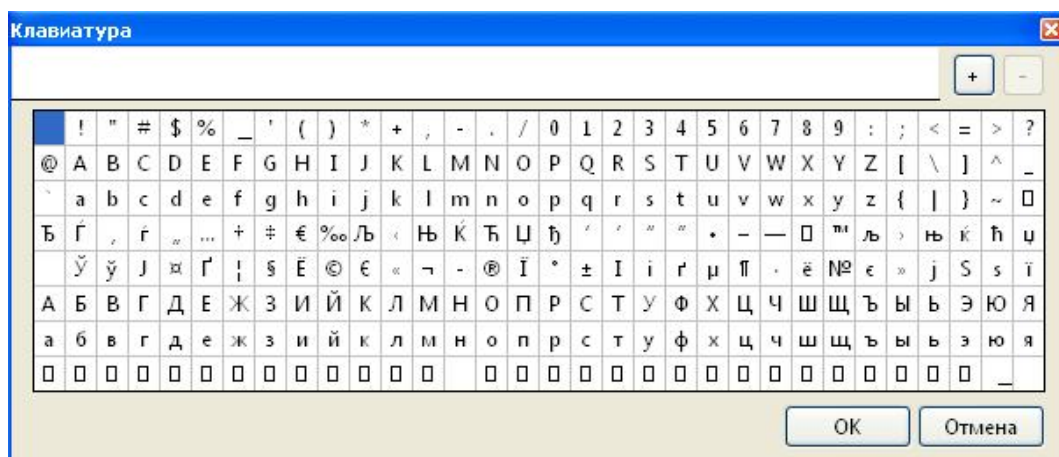 Клавиатура
+ -
! " # $ % _ ' ( ) * + , - . / 0 1 2 3 4 5 6 7 8 9 : ; < = > ?
@ A B C D E F G H I J K L M N O P Q R S T U V W X Y Z [ \ ] ^ _
` a b c d e f g h i j k l m n o p q r s t u v w x y z { | } ~ □
Ђ Ѓ ‚ ѓ „ … † ‡ € ‰ Љ ‹ Њ Ќ Ћ Џ ђ ‘ ’ “ ” • – — □ ™ љ › њ ќ ћ џ
Ў ў Ј ¤ Ґ ¦ § Ё © Є « ¬ - ® Ї ° ± І і ґ µ ¶ · ё № є » ј Ѕ ѕ ї
А Б В Г Д Е Ж З И Й К Л М Н О П Р С Т У Ф Х Ц Ч Ш Щ Ъ Ы Ь Э Ю Я
а б в г д е ж з и й к л м н о п р с т у ф х ц ч ш щ ъ ы ь э ю я
□ □ □ □ □ □ □ □ □ □ □ □ □ □ □ □ □ □ □ □ □ □ □ □ □ □ □ □ □ _
OK Отмена